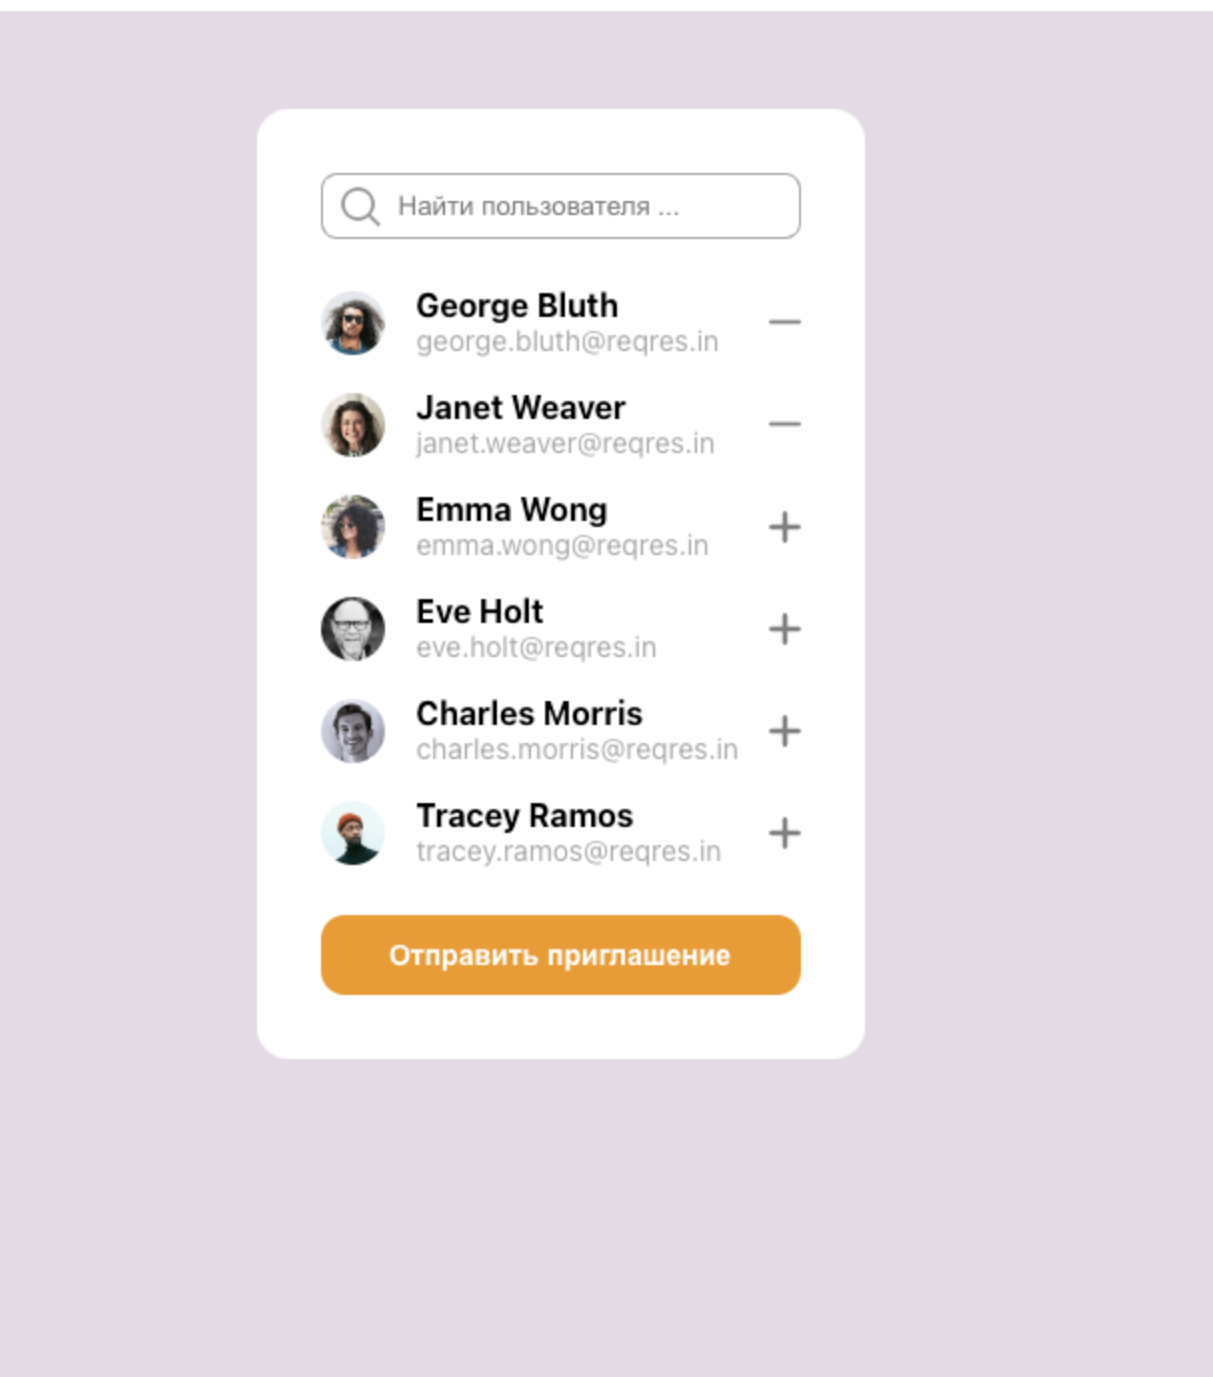 Найти пользователя ...
George Bluth
george.bluth@reqres.in
Janet Weaver
janet.weaver@reqres.in
Emma Wong
emma.wong@reqres.in
Eve Holt
eve.holt@reqres.in
Charles Morris
charles.morris@reqres.in
Tracey Ramos
tracey.ramos@reqres.in
Отправить приглашение